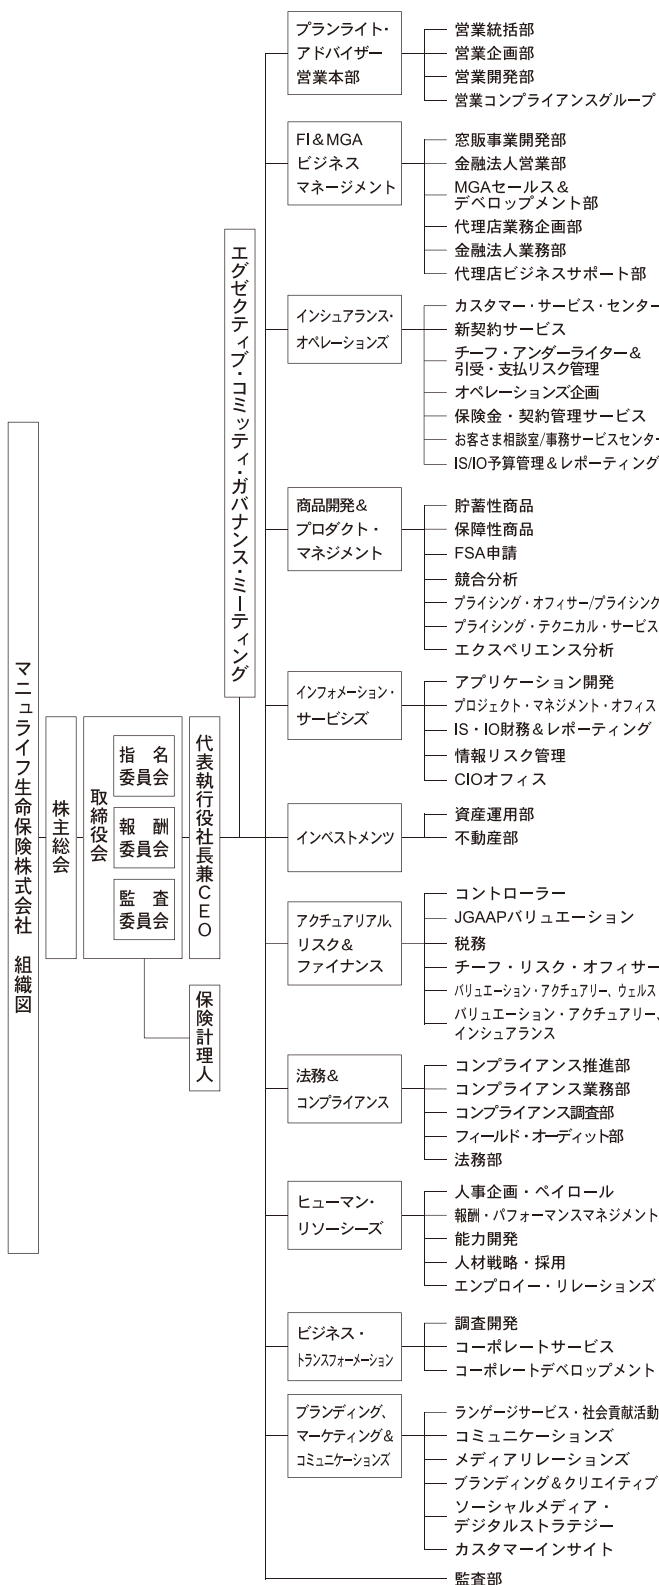 マニュライフ生命保険株式会社 組織図
株主総会
取締役会
指名
委員会
報酬
委員会
監査
委員会
代表執行役社長兼CEO
保険計理人
エグゼクティブ・コミッティ・ガバナンス・ミーティング
プランライト・
アドバイザー
営業本部
営業統括部
営業企画部
営業開発部
営業コンプライアンスグループ
FI&MGA
ビジネス
マネージメント
窓販事業開発部
金融法人営業部
MGAセールス&
デベロップメント部
代理店業務企画部
金融法人業務部
代理店ビジネスサポート部
インシュアランス・
オペレーションズ
カスタマー・サービス・センター
新契約サービス
チーフ・アンダーライター&
引受・支払リスク管理
オペレーションズ企画
保険金・契約管理サービス
お客さま相談室/事務サービスセンター
IS/IO予算管理&レポーティング
商品開発&
プロダクト・
マネジメント
貯蓄性商品
保障性商品
FSA申請
競合分析
プライシング・オフィサー/プライシング
プライシング・テクニカル・サービス
エクスペリエンス分析
インフォメーション・
サービシズ
アプリケーション開発
プロジェクト・マネジメント・オフィス
IS・IO財務&レポーティング
情報リスク管理
CIOオフィス
インベストメンツ
資産運用部
不動産部
アクチュアリアル、
リスク&
ファイナンス
コントローラー
JGAAPバリュエーション
税務
チーフ・リスク・オフィサー
バリュエーション・アクチュアリー、ウェルス
バリュエーション・アクチュアリー、
インシュアランス
法務&
コンプライアンス
コンプライアンス推進部
コンプライアンス業務部
コンプライアンス調査部
フィールド・オーディット部
法務部
ヒューマン・
リソーシーズ
人事企画・ペイロール
報酬・パフォーマンスマネジメント
能力開発
人材戦略・採用
エンプロイー・リレーションズ
ビジネス・
トランスフォーメーション
調査開発
コーポレートサービス
コーポレートデベロップメント
ブランディング、
マーケティング&
コミュニケーションズ
ランゲージサービス・社会貢献活動
コミュニケーションズ
メディアリレーションズ
ブランディング&クリエイティブ
ソーシャルメディア・
デジタルストラテジー
カスタマーインサイト
監査部